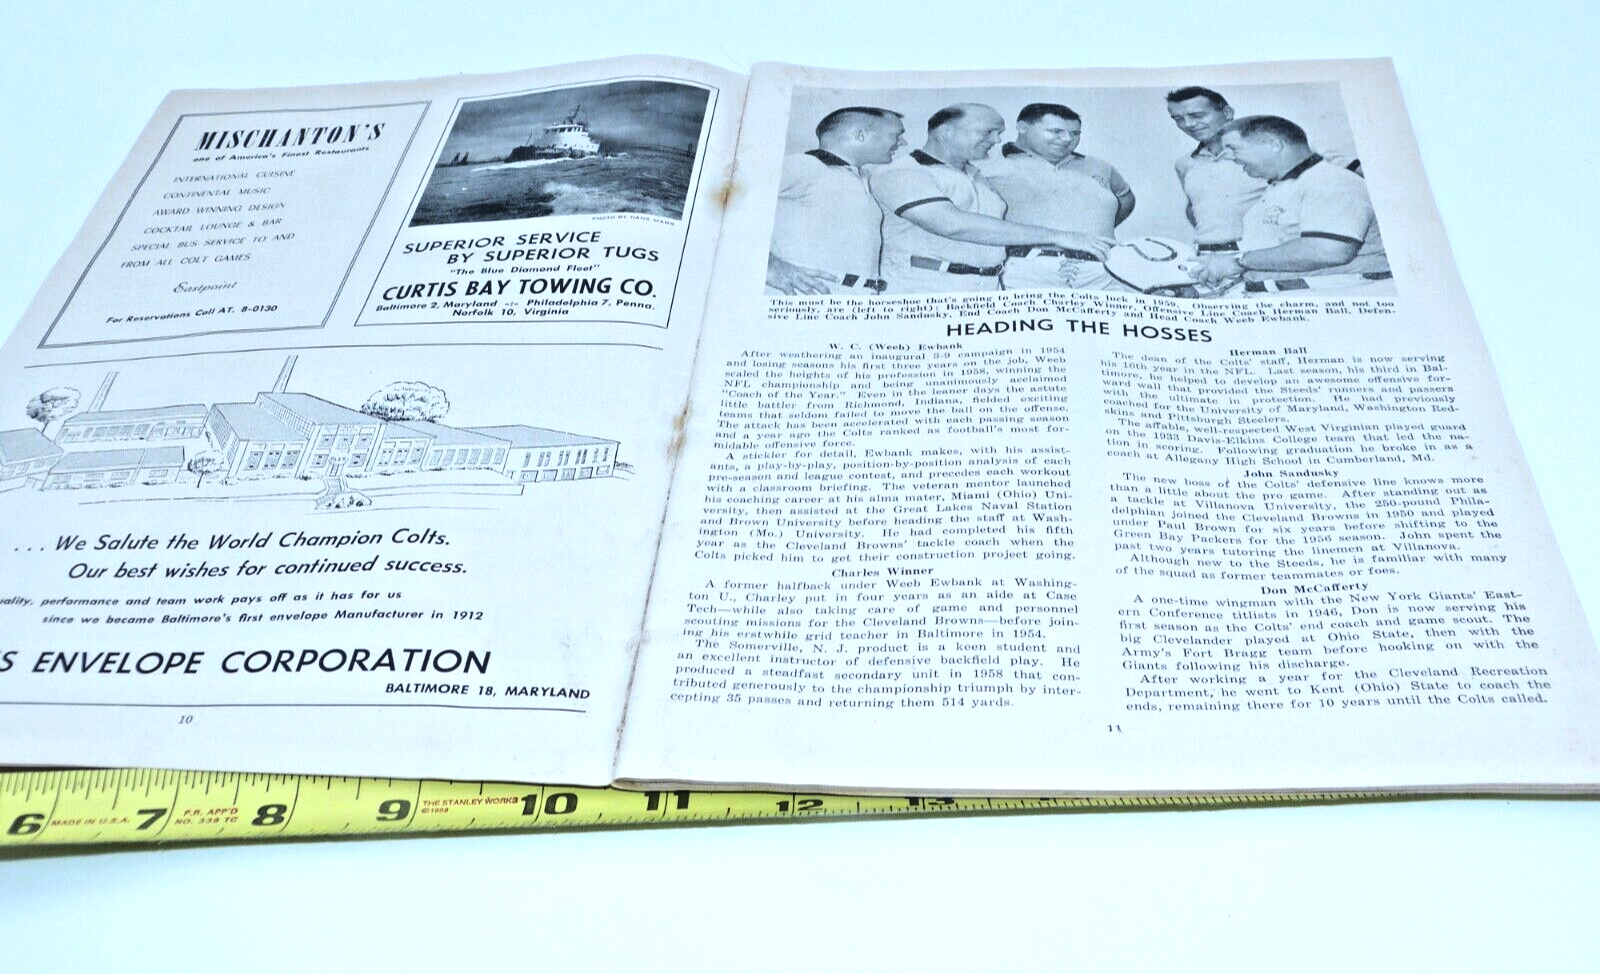 MISCHANTON'S
one of America's Finest Restaurants
INTERNATIONAL CUISINE
CONTINENTAL MUSIC
AWARD WINNING DESIGN
COCKTAIL LOUNGE & BAR
SPECIAL BUS SERVICE TO AND
FROM ALL COLT GAMES
Eastpoint
For Reservations Call AT. 8-0130
PHOTO BY HANS MARX
SUPERIOR SERVICE
BY SUPERIOR TUGS
"The Blue Diamond Fleet"
CURTIS BAY TOWING CO.
Baltimore 2, Maryland -:- Philadelphia 7, Penna.
Norfolk 10, Virginia
... We Salute the World Champion Colts.
Our best wishes for continued success.
performance and team work pays off as it has for us
since we became Baltimore's first envelope Manufacturer in 1912
ENVELOPE CORPORATION
BALTIMORE 18, MARYLAND
10
This must be the horseshoe that's going to bring the Colts luck in 1959. Observing the charm, and not too
seriously, are (left to right): Backfield Coach Charley Winner, Offensive Line Coach Herman Ball, Defen-
sive Line Coach John Sandusky, End Coach Don McCafferty and Head Coach Weeb Ewbank.
HEADING THE HOSSES
W. C. (Weeb) Ewbank
After weathering an inaugural 3-9 campaign in 1954
and losing seasons his first three years on the job, Weeb
scaled the heights of his profession in 1958, winning the
NFL championship and being unanimously acclaimed
"Coach of the Year." Even in the leaner days the astute
little battler from Richmond, Indiana, fielded exciting
teams that seldom failed to move the ball on the offense.
The attack has been accelerated with each passing season
and a year ago the Colts ranked as football's most for-
midable offensive force.
A stickler for detail, Ewbank makes, with his assist-
ants, a play-by-play, position-by-position analysis of each
pre-season and league contest, and precedes each workout
with a classroom briefing. The veteran mentor launched
his coaching career at his alma mater, Miami (Ohio) Uni-
versity, then assisted at the Great Lakes Naval Station
and Brown University before heading the staff at Wash-
ington (Mo.) University. He had completed his fifth
year as the Cleveland Browns' tackle coach when the
Colts picked him to get their construction project going.
Charles Winner
A former halfback under Weeb Ewbank at Washing-
ton U., Charley put in four years as an aide at Case
Tech—while also taking care of game and personnel
scouting missions for the Cleveland Browns—before join-
ing his erstwhile grid teacher in Baltimore in 1954.
The Somerville, N. J. product is a keen student and
an excellent instructor of defensive backfield play. He
produced a steadfast secondary unit in 1958 that con-
tributed generously to the championship triumph by inter-
cepting 35 passes and returning them 514 yards.
Herman Ball
The dean of the Colts' staff, Herman is now serving
his 16th year in the NFL. Last season, his third in Bal-
timore, he helped to develop an awesome offensive for-
ward wall that provided the Steeds' runners and passers
with the ultimate in protection. He had previously
coached for the University of Maryland, Washington Red-
skins and Pittsburgh Steelers.
The affable, well-respected West Virginian played guard
on the 1933 Davis-Elkins College team that led the na-
tion in scoring. Following graduation he broke in as a
coach at Allegany High School in Cumberland, Md.
John Sandusky
The new boss of the Colts' defensive line knows more
than a little about the pro game. After standing out as
a tackle at Villanova University, the 250-pound Phila-
delphian joined the Cleveland Browns in 1950 and played
under Paul Brown for six years before shifting to the
Green Bay Packers for the 1956 season. John spent the
past two years tutoring the linemen at Villanova.
Although new to the Steeds, he is familiar with many
of the squad as former teammates or foes.
Don McCafferty
A one-time wingman with the New York Giants' East-
ern Conference titlists in 1946, Don is now serving his
first season as the Colts' end coach and game scout. The
big Clevelander played at Ohio State, then with the
Army's Fort Bragg team before hooking on with the
Giants following his discharge.
After working a year for the Cleveland Recreation
Department, he went to Kent (Ohio) State to coach the
ends, remaining there for 10 years until the Colts called.
11
6 MADE IN U.S.A. 7 P.R. APP'D 8 9 THE STANLEY WORKS 10 11 12 13
NO. 339 TC